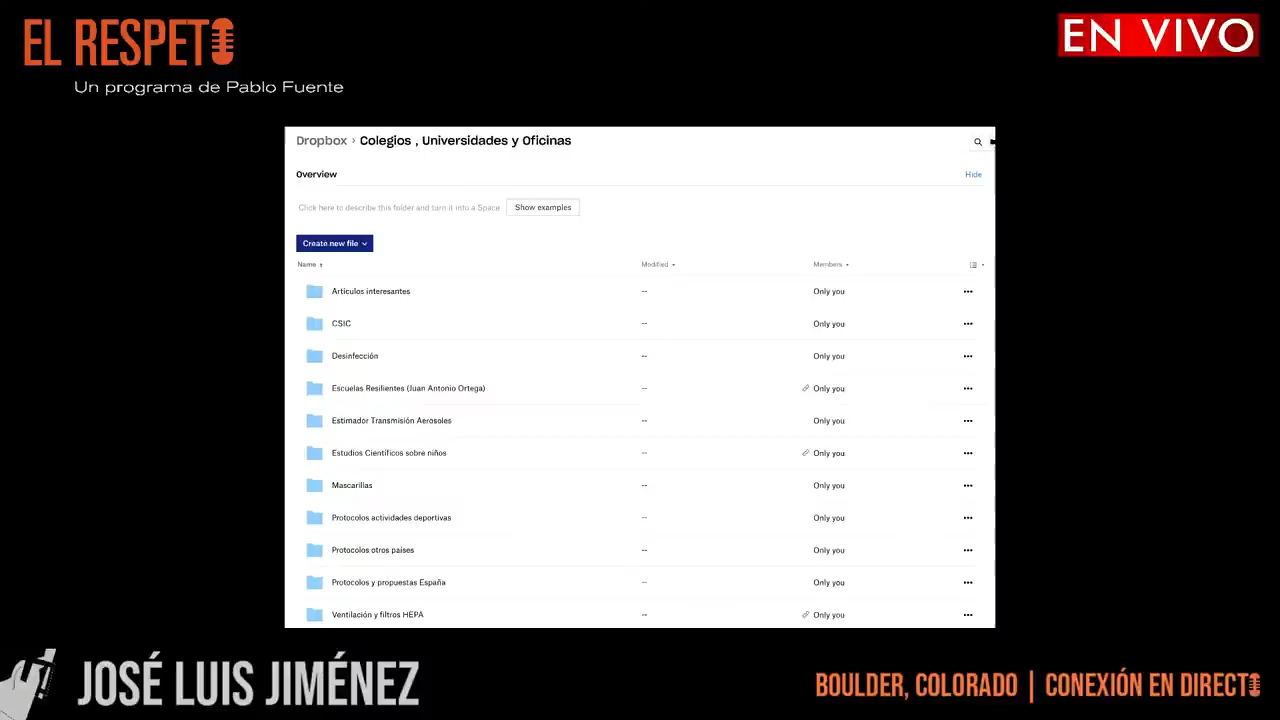 EL RESPETO
Un programa de Pablo Fuente
EN VIVO
Dropbox › Colegios , Universidades y Oficinas
Overview
Hide
Click here to describe this folder and turn it into a Space
Show examples
Create new file
Name
Modified
Members
Artículos interesantes -- Only you
CSIC -- Only you
Desinfección -- Only you
Escuelas Resilientes (Juan Antonio Ortega) -- Only you
Estimador Transmisión Aerosoles -- Only you
Estudios Científicos sobre niños -- Only you
Mascarillas -- Only you
Protocolos actividades deportivas -- Only you
Protocolos otros países -- Only you
Protocolos y propuestas España -- Only you
Ventilación y filtros HEPA -- Only you
JOSÉ LUIS JIMÉNEZ
BOULDER, COLORADO | CONEXIÓN EN DIRECTO